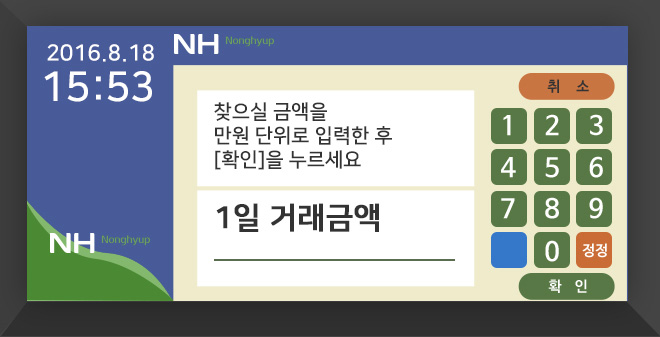 2016.8.18
15:53
NH Nonghyup
찾으실 금액을
만원 단위로 입력한 후
[확인]을 누르세요
1일 거래금액
취 소
1 2 3
4 5 6
7 8 9
0 정정
확 인
NH Nonghyup